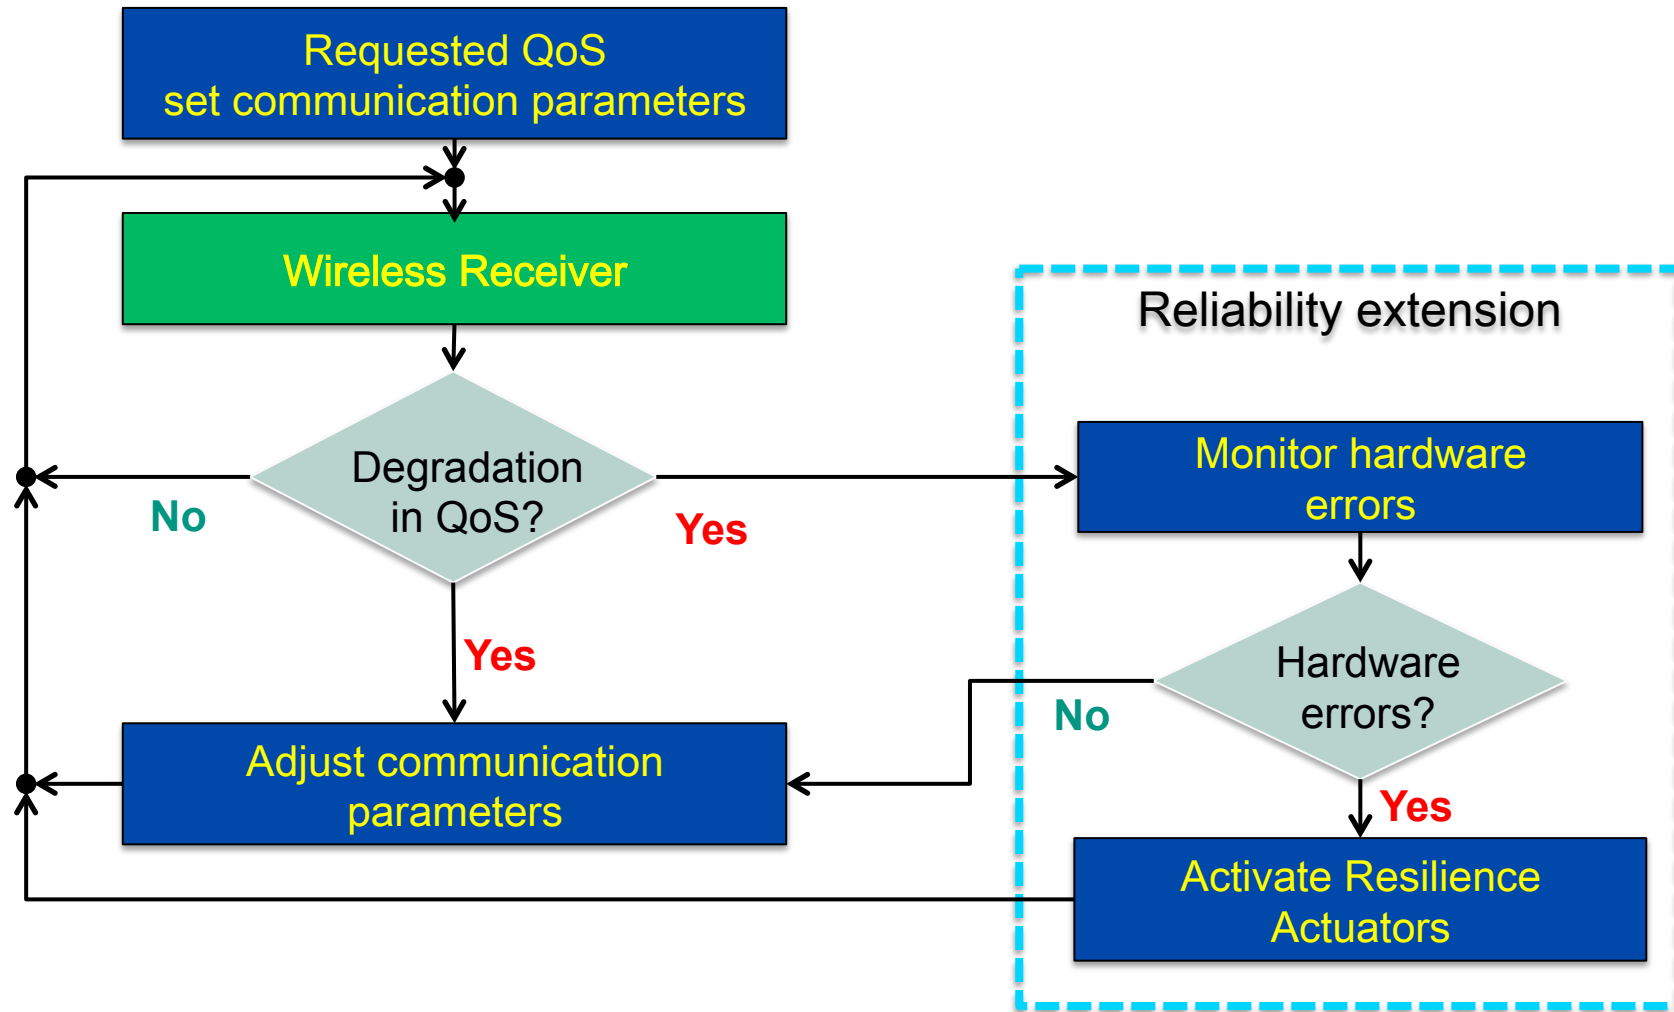 Requested QoS
set communication parameters
Wireless Receiver
Reliability extension
Degradation
in QoS?
No
Yes
Monitor hardware
errors
Yes
Hardware
errors?
No
Yes
Adjust communication
parameters
Activate Resilience
Actuators